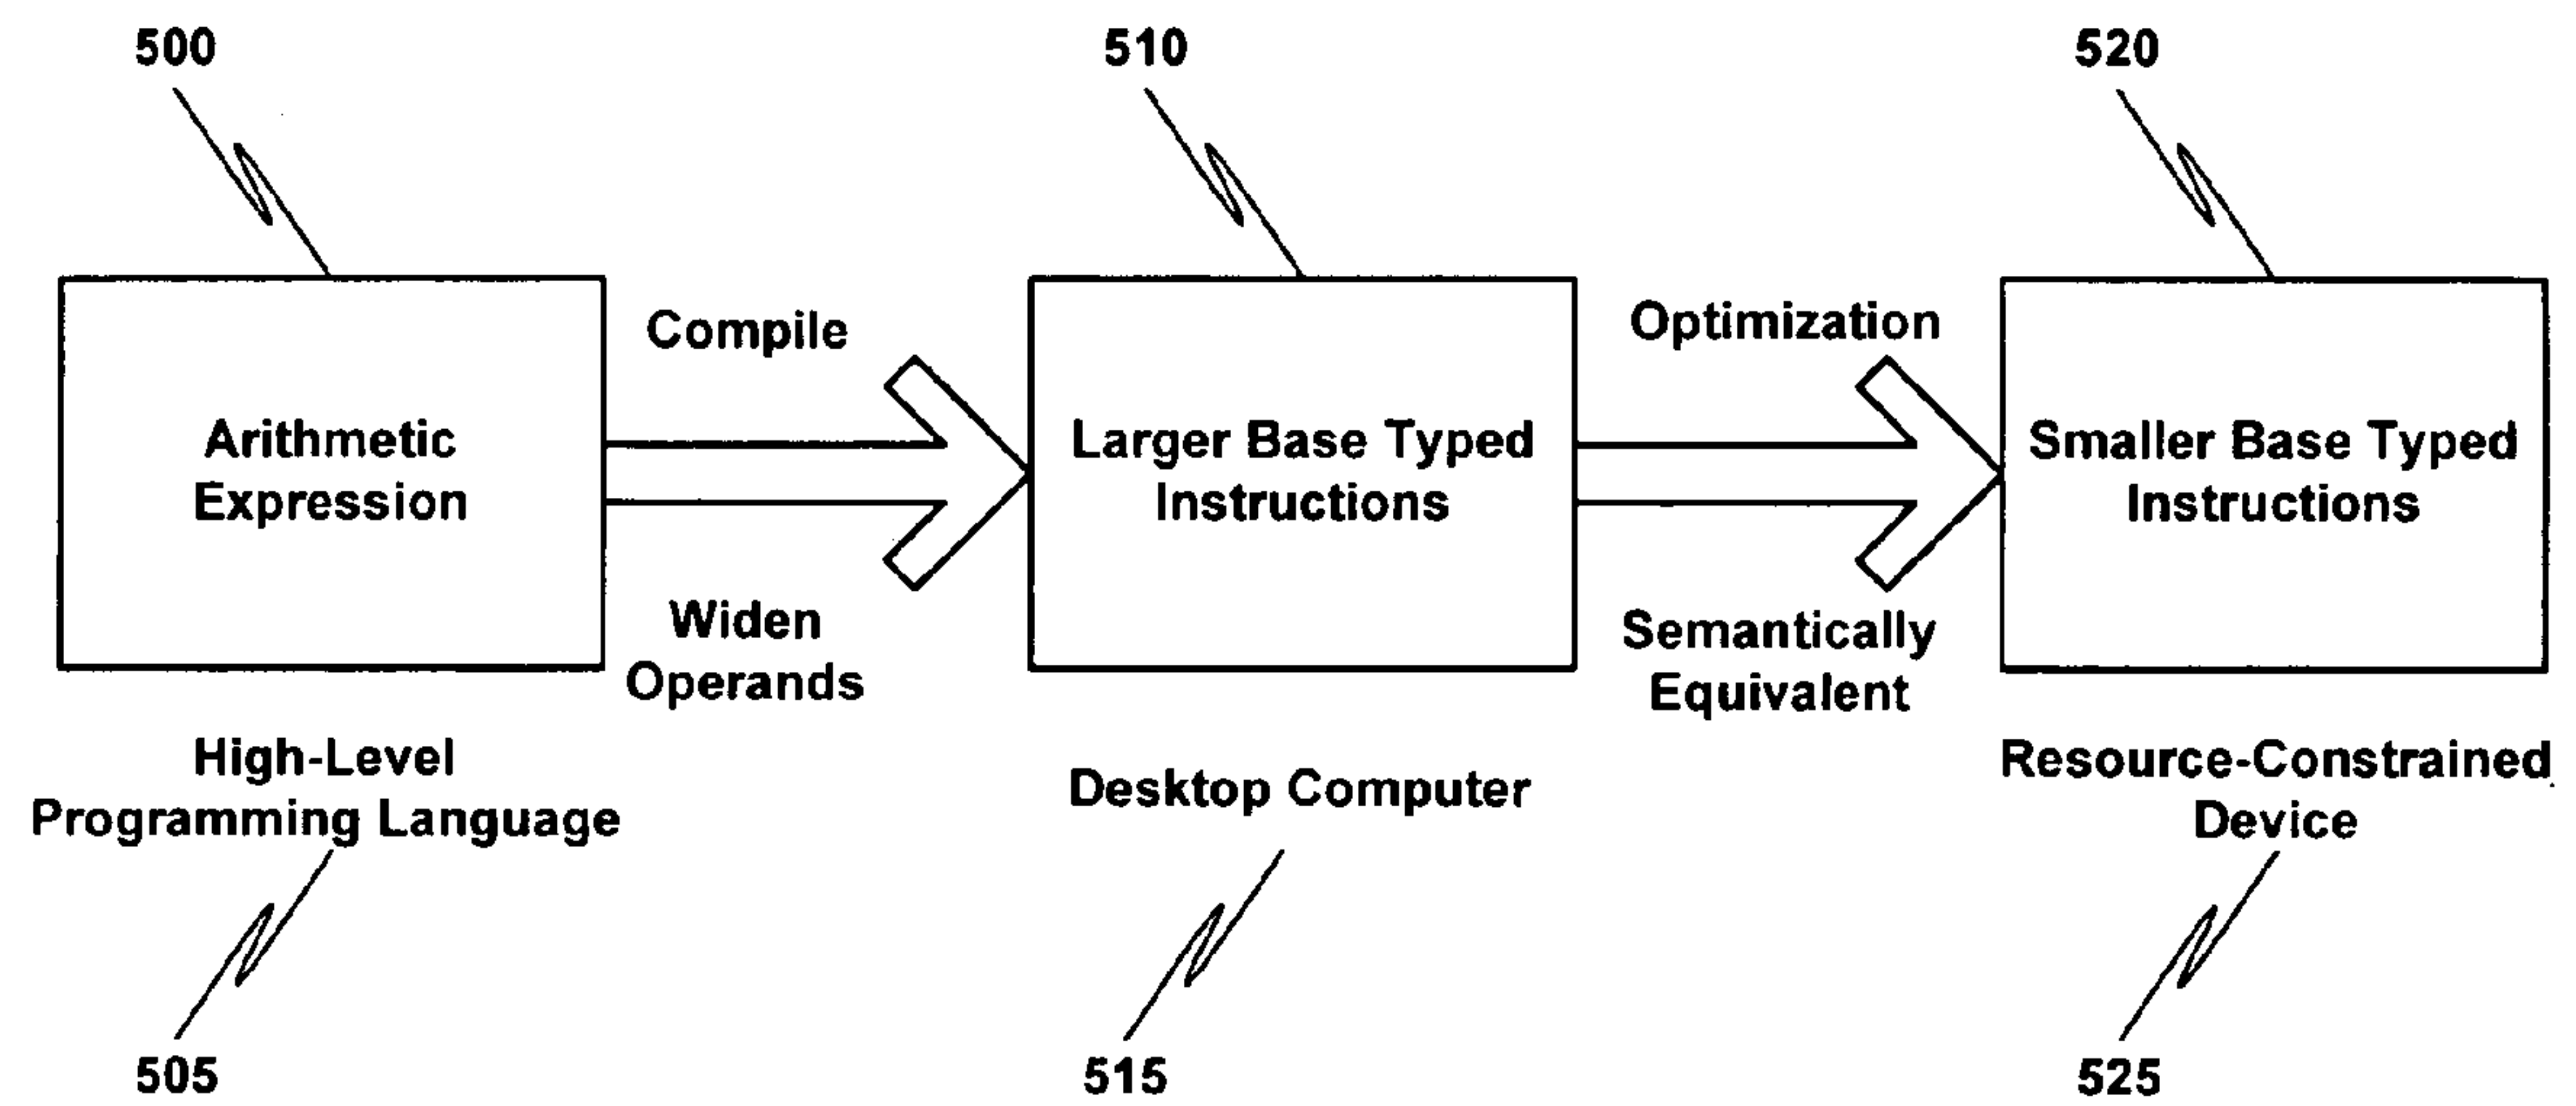 500
510
520
Compile
Optimization
Arithmetic
Expression
Larger Base Typed
Instructions
Smaller Base Typed
Instructions
Widen
Operands
Semantically
Equivalent
High-Level
Programming Language
Desktop Computer
Resource-Constrained
Device
505
515
525